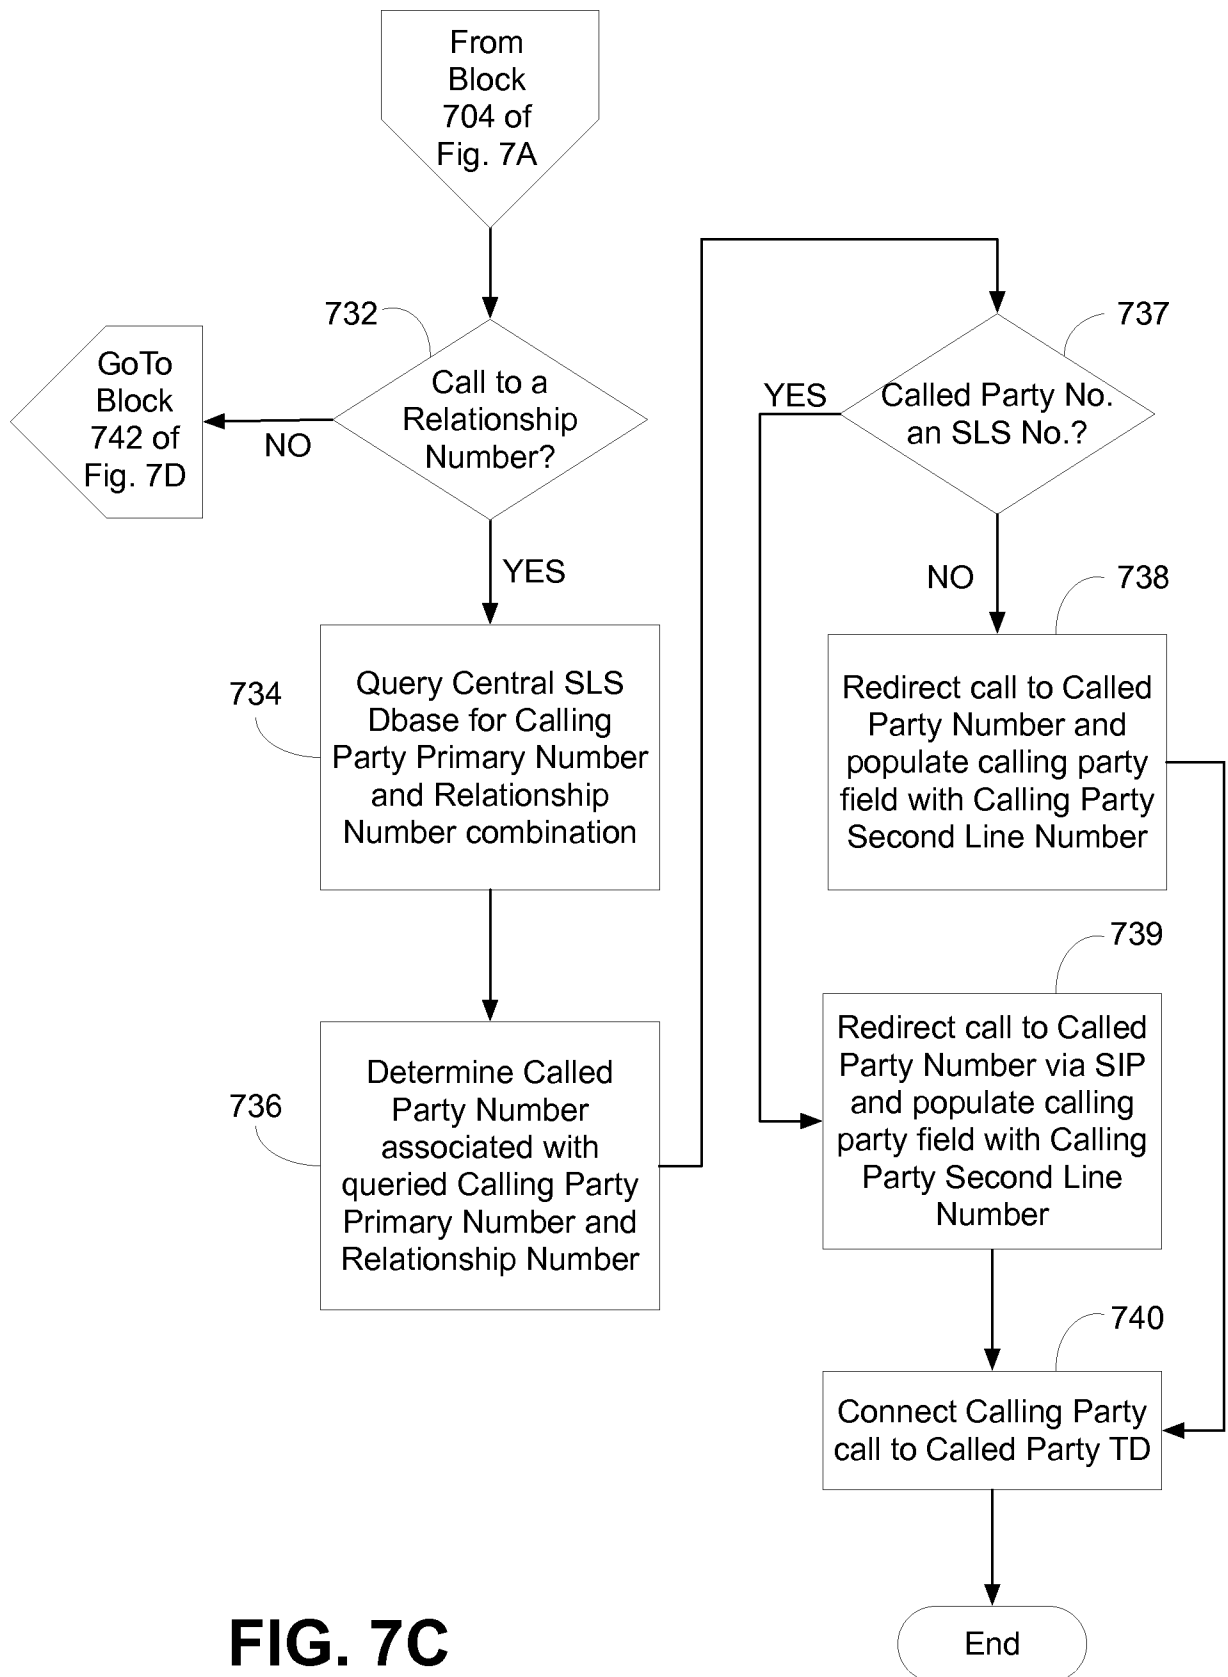 From
Block
704 of
Fig. 7A
732
Call to a
Relationship
Number?
NO
GoTo
Block
742 of
Fig. 7D
YES
734
Query Central SLS
Dbase for Calling
Party Primary Number
and Relationship
Number combination
736
Determine Called
Party Number
associated with
queried Calling Party
Primary Number and
Relationship Number
737
Called Party No.
an SLS No.?
YES
NO
738
Redirect call to Called
Party Number and
populate calling party
field with Calling Party
Second Line Number
739
Redirect call to Called
Party Number via SIP
and populate calling
party field with Calling
Party Second Line
Number
740
Connect Calling Party
call to Called Party TD
End
FIG. 7C